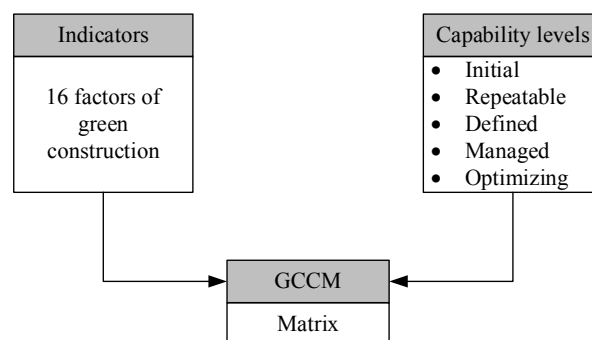 Indicators
16 factors of
green
construction
Capability levels
• Initial
• Repeatable
• Defined
• Managed
• Optimizing
GCCM
Matrix